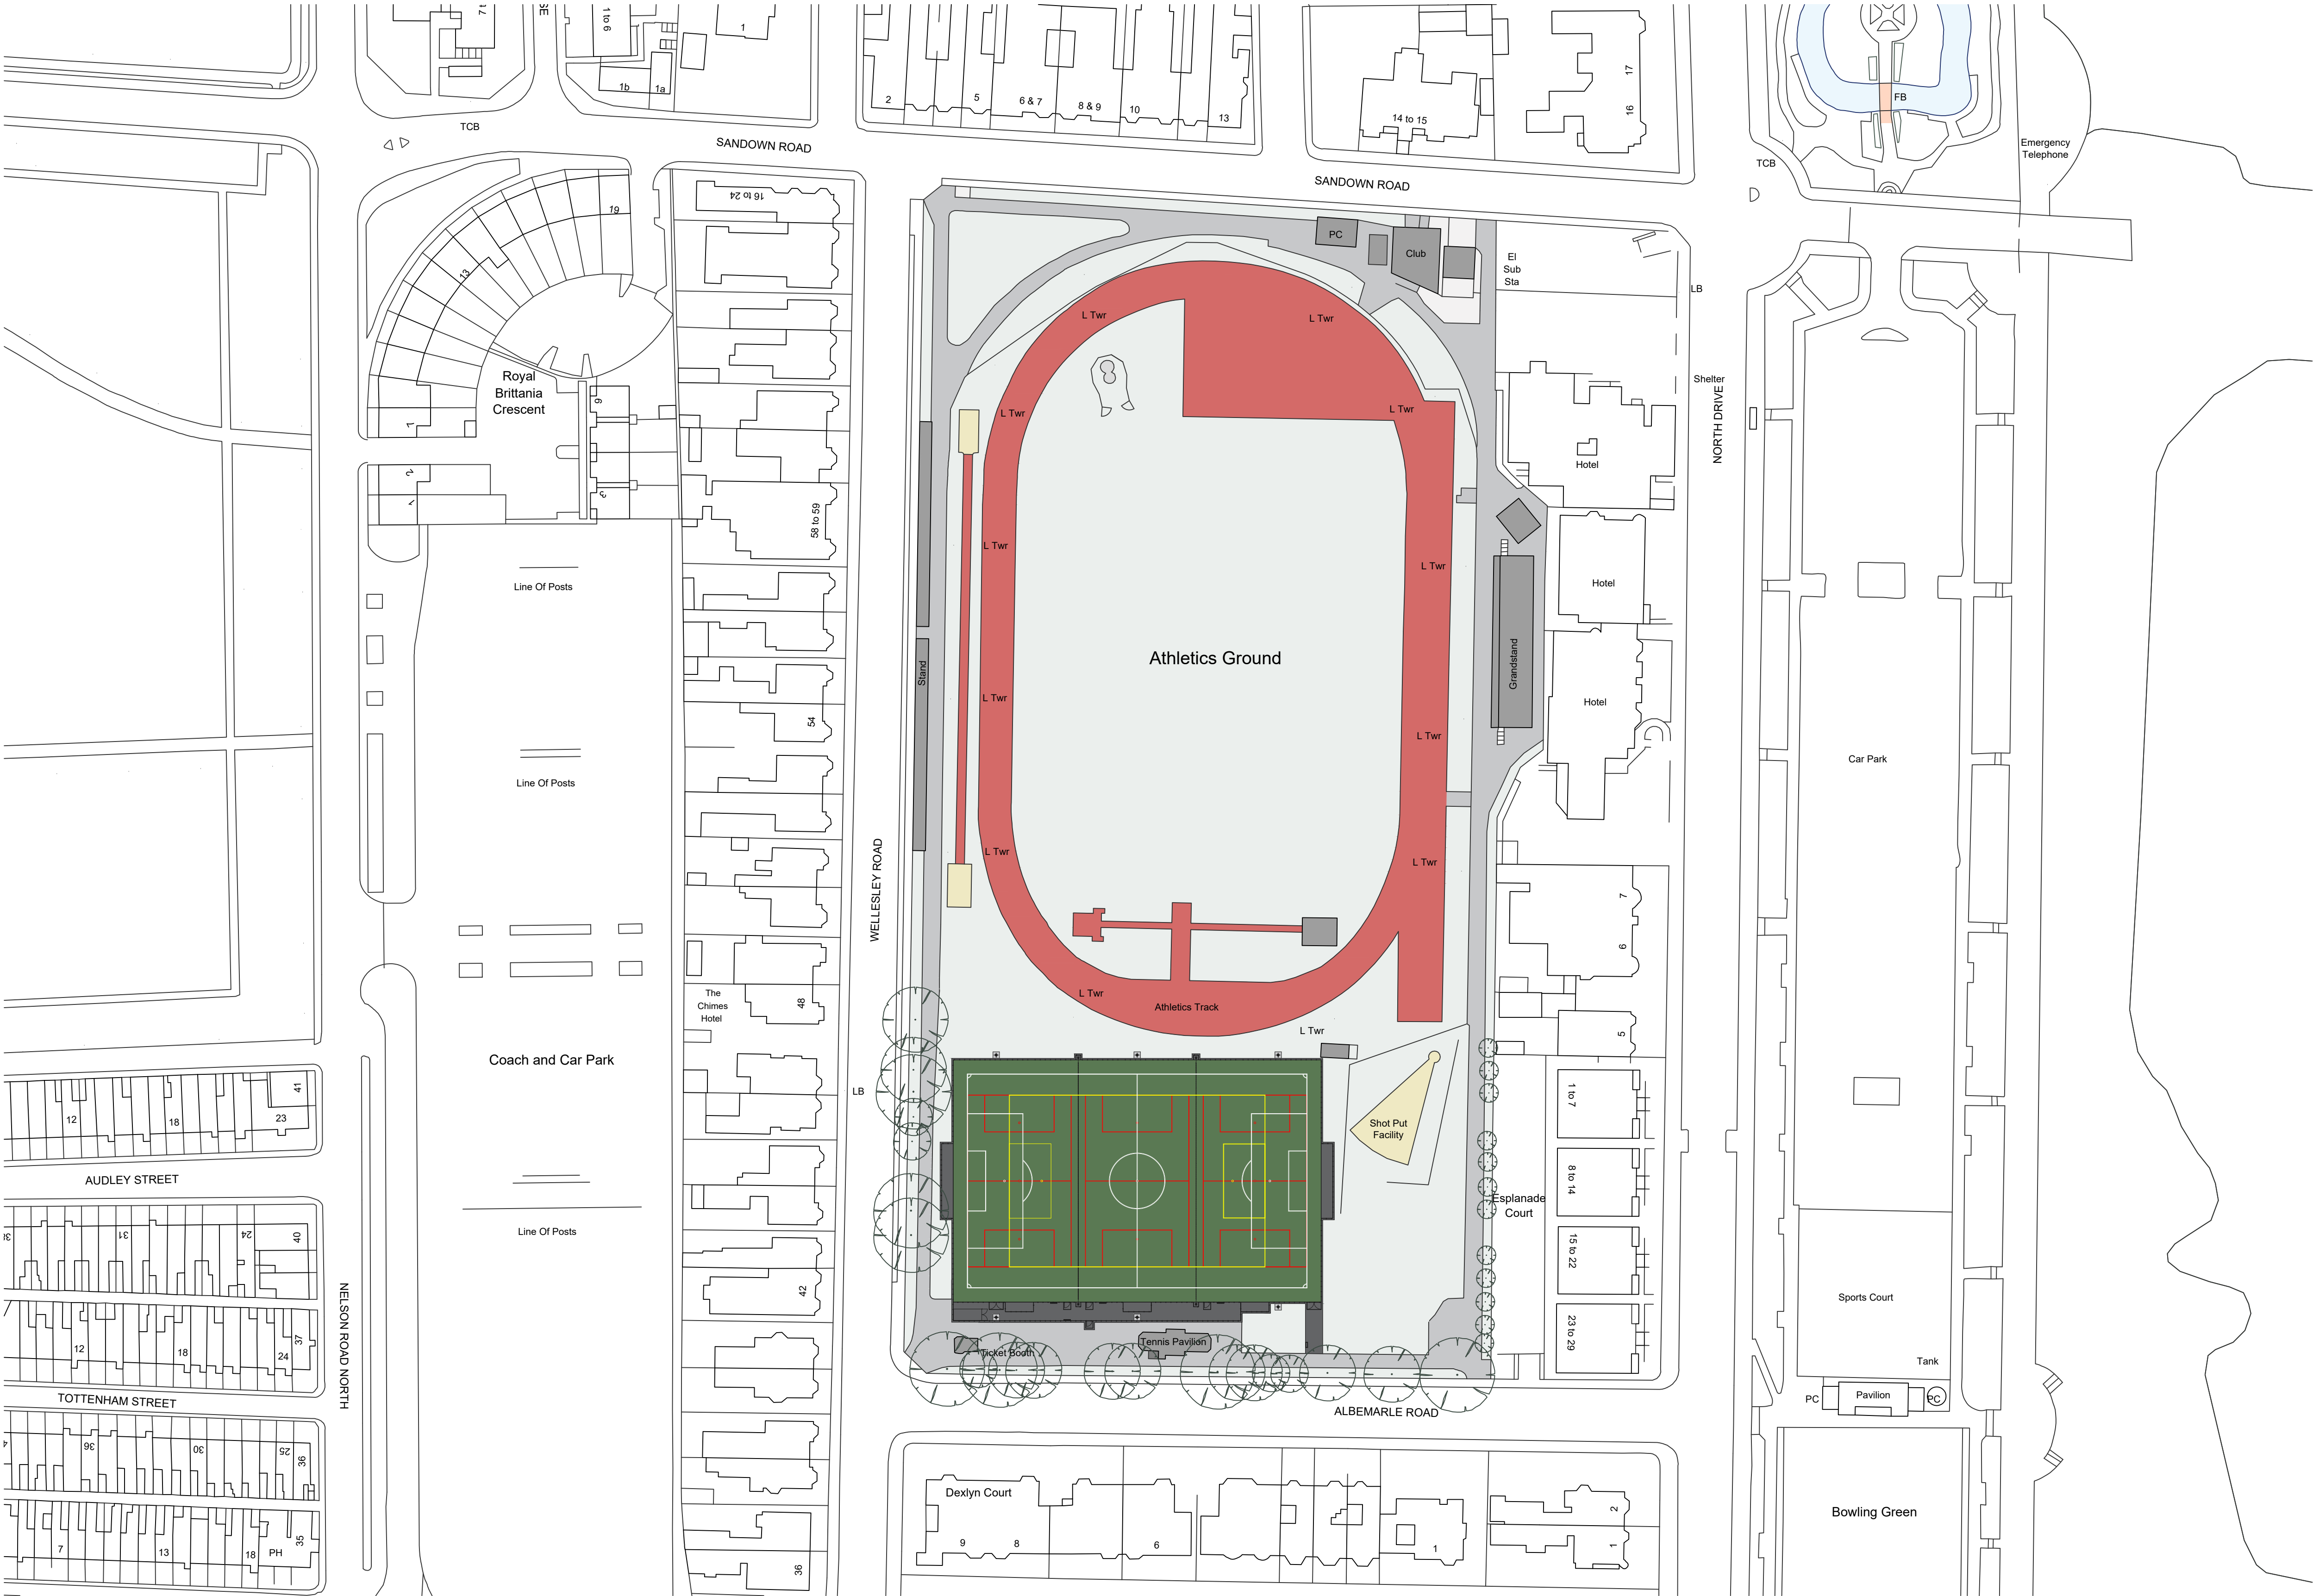 7 t
SE
1 to 6
1
1b
1a
TCB
SANDOWN ROAD
2
5
6 & 7
8 & 9
10
13
14 to 15
17
16
SANDOWN ROAD
FB
TCB
Emergency
Telephone
19
13
16 to 24
PC
Club
El
Sub
Sta
LB
L Twr
L Twr
Royal
Brittania
Crescent
7
9
L Twr
L Twr
Shelter
NORTH DRIVE
Hotel
2
1
3
58 to 59
L Twr
L Twr
Hotel
Line Of Posts
Stand
Athletics Ground
Grandstand
Hotel
L Twr
54
L Twr
Line Of Posts
Car Park
WELLESLEY ROAD
L Twr
L Twr
7
6
The
Chimes
Hotel
48
L Twr
Athletics Track
L Twr
5
Coach and Car Park
LB
41
12
18
23
1 to 7
Shot Put
Facility
AUDLEY STREET
8 to 14
Esplanade
Court
31
24
40
Line Of Posts
15 to 22
42
Sports Court
NELSON ROAD NORTH
12
18
24
37
Ticket Booth
Tennis Pavilion
23 to 29
Tank
TOTTENHAM STREET
PC
Pavilion
PC
ALBEMARLE ROAD
36
30
25
36
Dexlyn Court
Bowling Green
2
1
9
8
6
1
7
13
18
PH
35
36